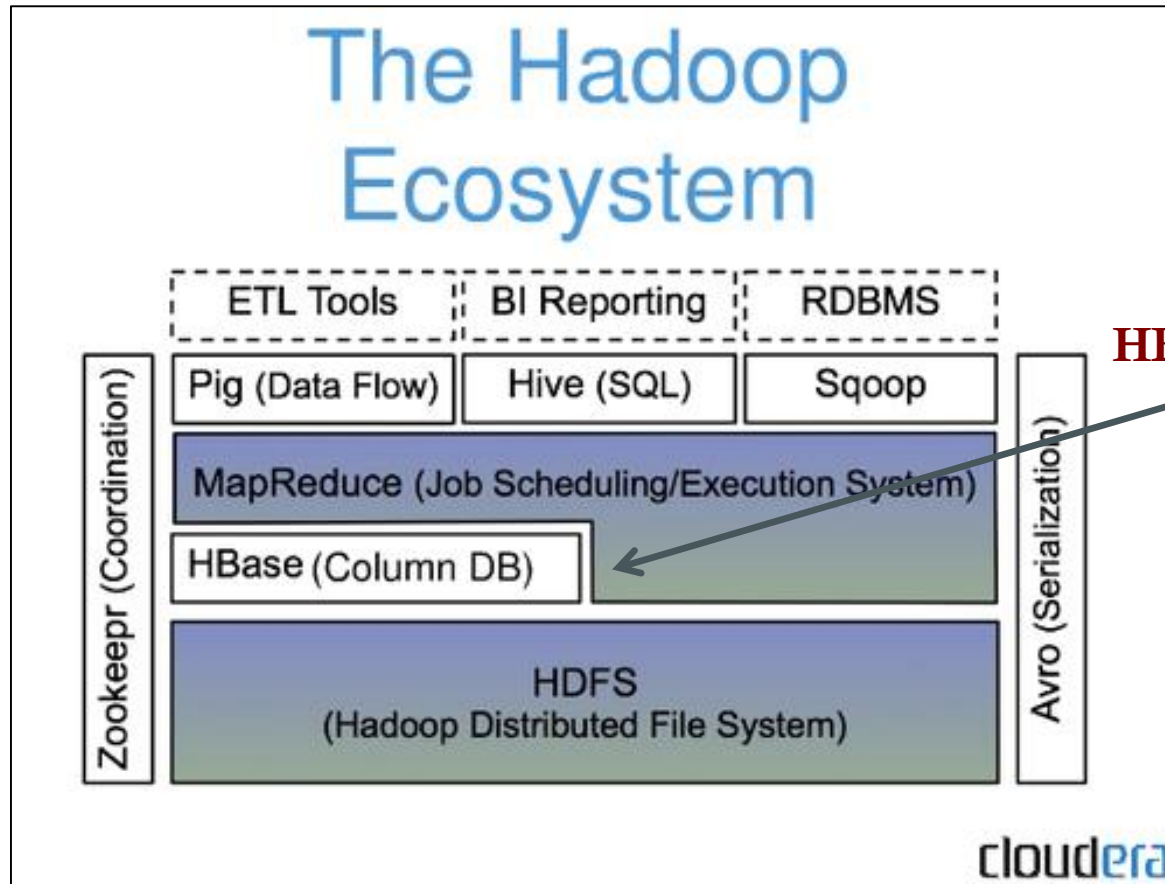 The Hadoop
Ecosystem
ETL Tools
BI Reporting
RDBMS
Pig (Data Flow)
Hive (SQL)
Sqoop
MapReduce (Job Scheduling/Execution System)
HBase (Column DB)
HDFS
(Hadoop Distributed File System)
Zookeepr (Coordination)
Avro (Serialization)
cloudera